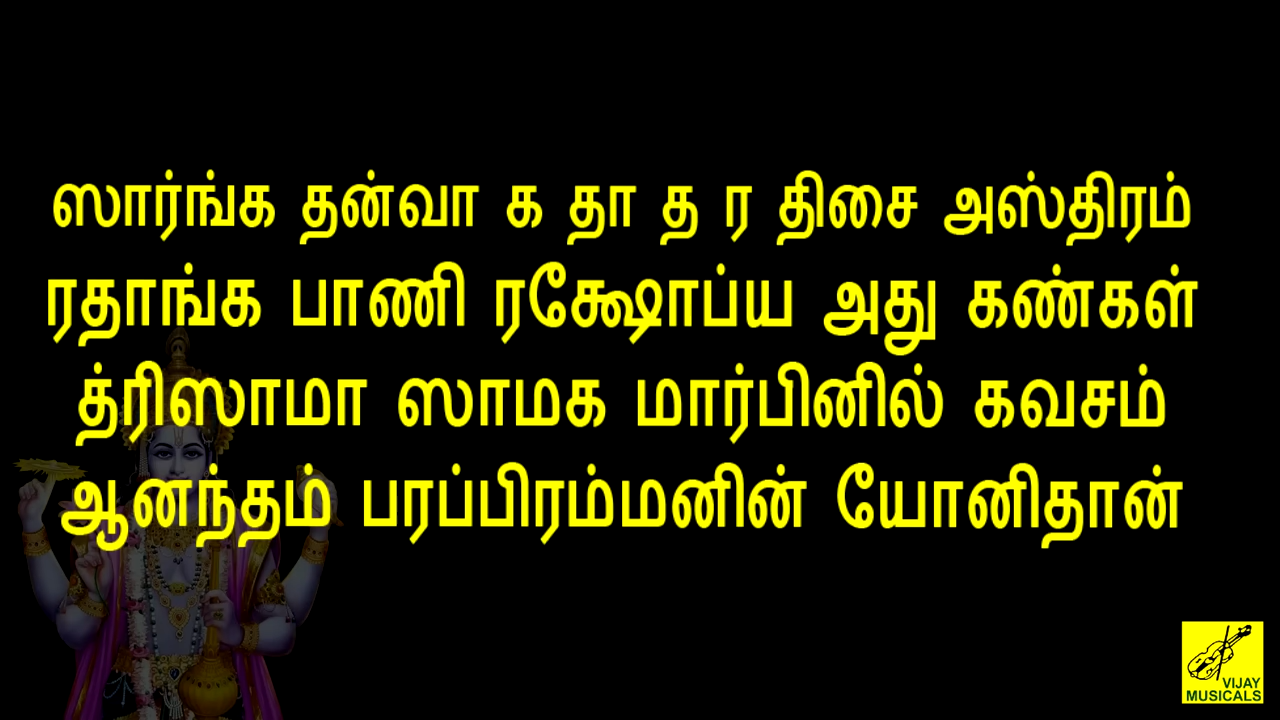 ஸார்ங்க தன்வா க தா த ர திசை அஸ்திரம்
ரதாங்க பாணி ரக்ஷோப்ய அது கண்கள்
த்ரிஸாமா ஸாமக மார்பினில் கவசம்
ஆனந்தம் பரப்பிரம்மனின் யோனிதான்
VIJAY
MUSICALS